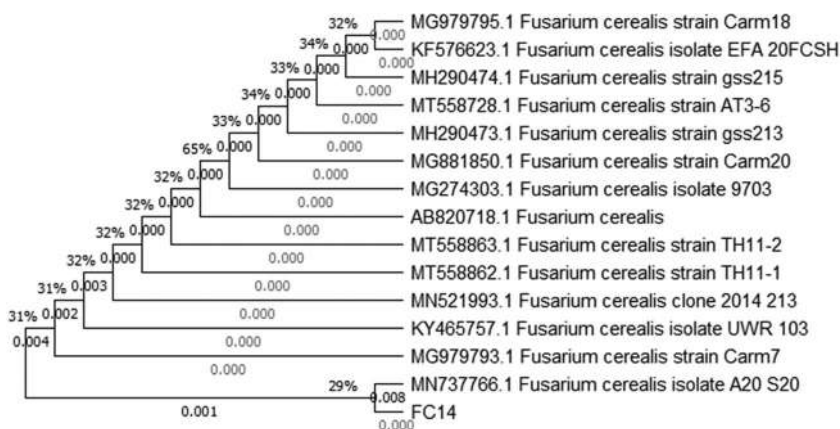 32%
0.000
MG979795.1 Fusarium cerealis strain Carm18
34%
0.000
0.000
KF576623.1 Fusarium cerealis isolate EFA 20FCSH
33%
0.000
0.000
MH290474.1 Fusarium cerealis strain gss215
34%
0.000
0.000
MT558728.1 Fusarium cerealis strain AT3-6
33%
0.000
0.000
MH290473.1 Fusarium cerealis strain gss213
65%
0.000
0.000
MG881850.1 Fusarium cerealis strain Carm20
32%
0.000
0.000
MG274303.1 Fusarium cerealis isolate 9703
0.000
AB820718.1 Fusarium cerealis
32%
0.000
0.000
MT558863.1 Fusarium cerealis strain TH11-2
32%
0.000
0.000
MT558862.1 Fusarium cerealis strain TH11-1
31%
0.003
0.000
MN521993.1 Fusarium cerealis clone 2014 213
31%
0.002
0.000
KY465757.1 Fusarium cerealis isolate UWR 103
0.004
0.000
MG979793.1 Fusarium cerealis strain Carm7
0.000
29%
0.008
MN737766.1 Fusarium cerealis isolate A20 S20
0.001
0.000
FC14